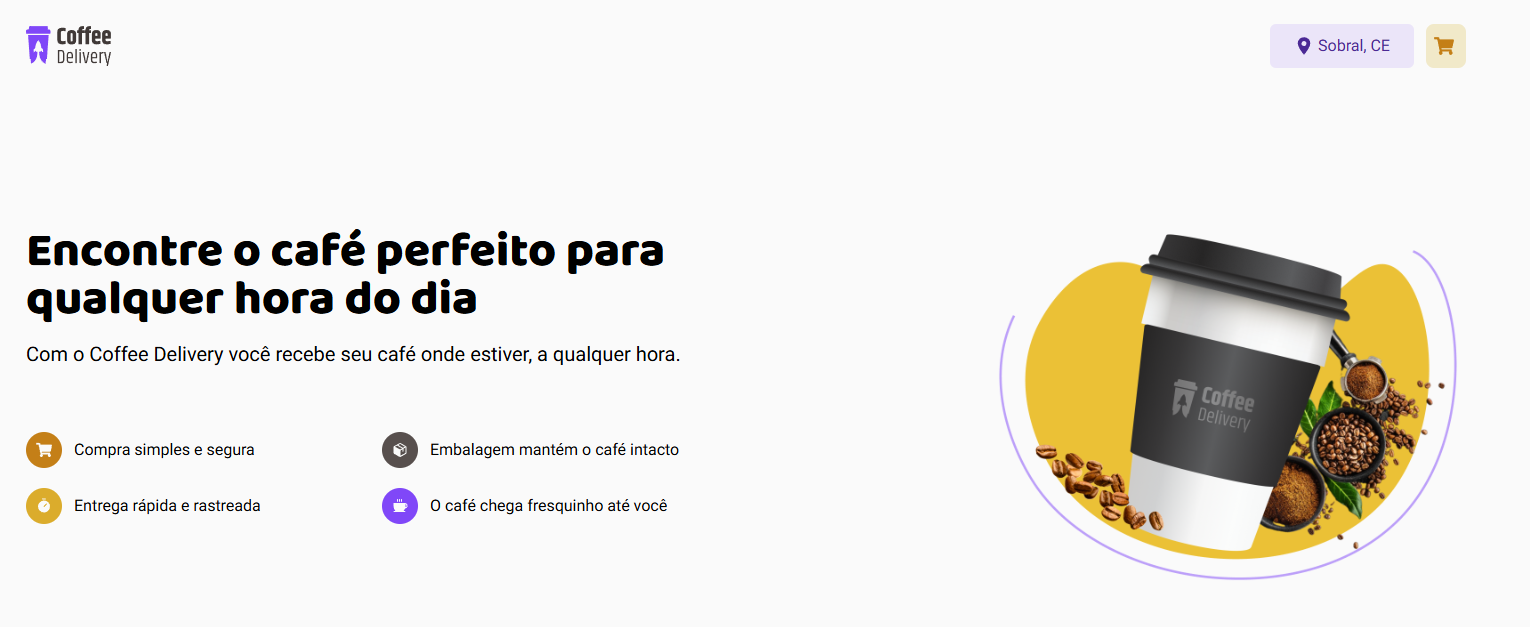 Coffee
Delivery
Sobral, CE
Encontre o café perfeito para
qualquer hora do dia
Com o Coffee Delivery você recebe seu café onde estiver, a qualquer hora.
Compra simples e segura
Embalagem mantém o café intacto
Entrega rápida e rastreada
O café chega fresquinho até você
Coffee
Delivery